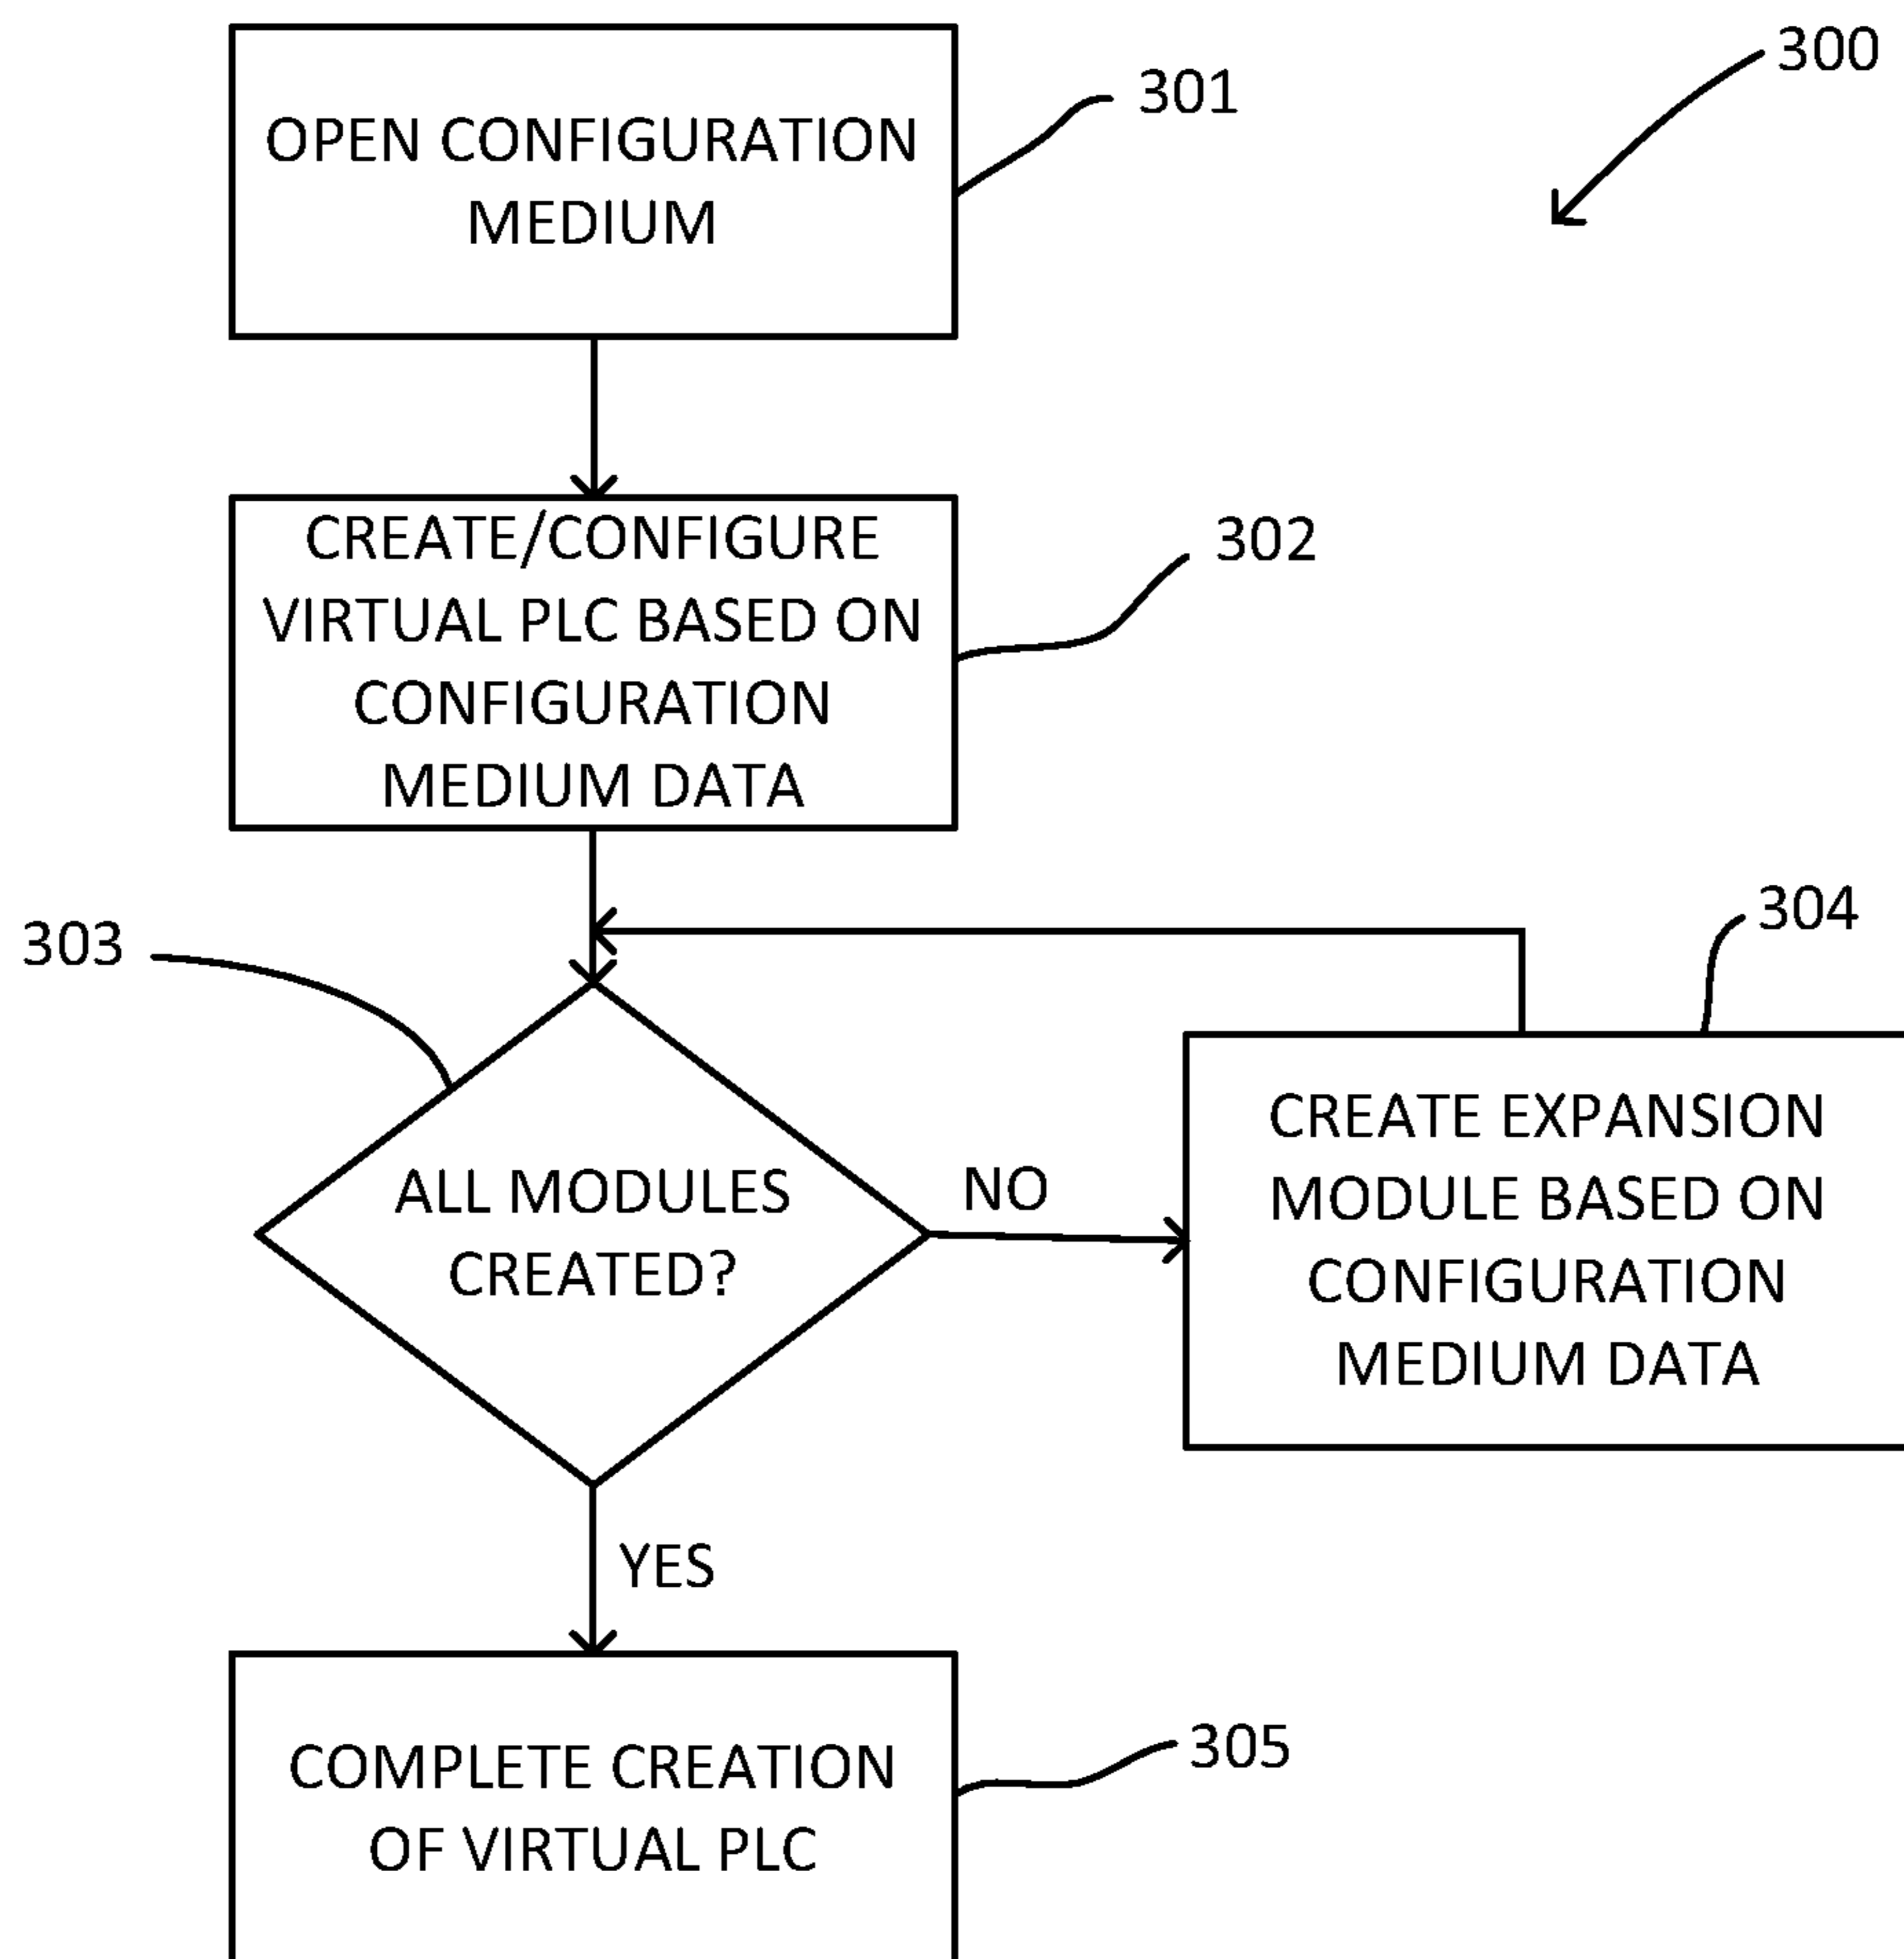 300
301
OPEN CONFIGURATION
MEDIUM
302
CREATE/CONFIGURE
VIRTUAL PLC BASED ON
CONFIGURATION
MEDIUM DATA
303
ALL MODULES
CREATED?
NO
304
CREATE EXPANSION
MODULE BASED ON
CONFIGURATION
MEDIUM DATA
YES
305
COMPLETE CREATION
OF VIRTUAL PLC